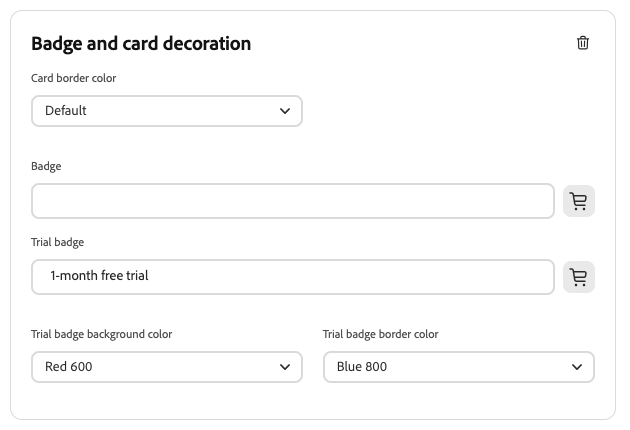 Badge and card decoration
Card border color
Default
Badge
Trial badge
1-month free trial
Trial badge background color
Trial badge border color
Red 600
Blue 800